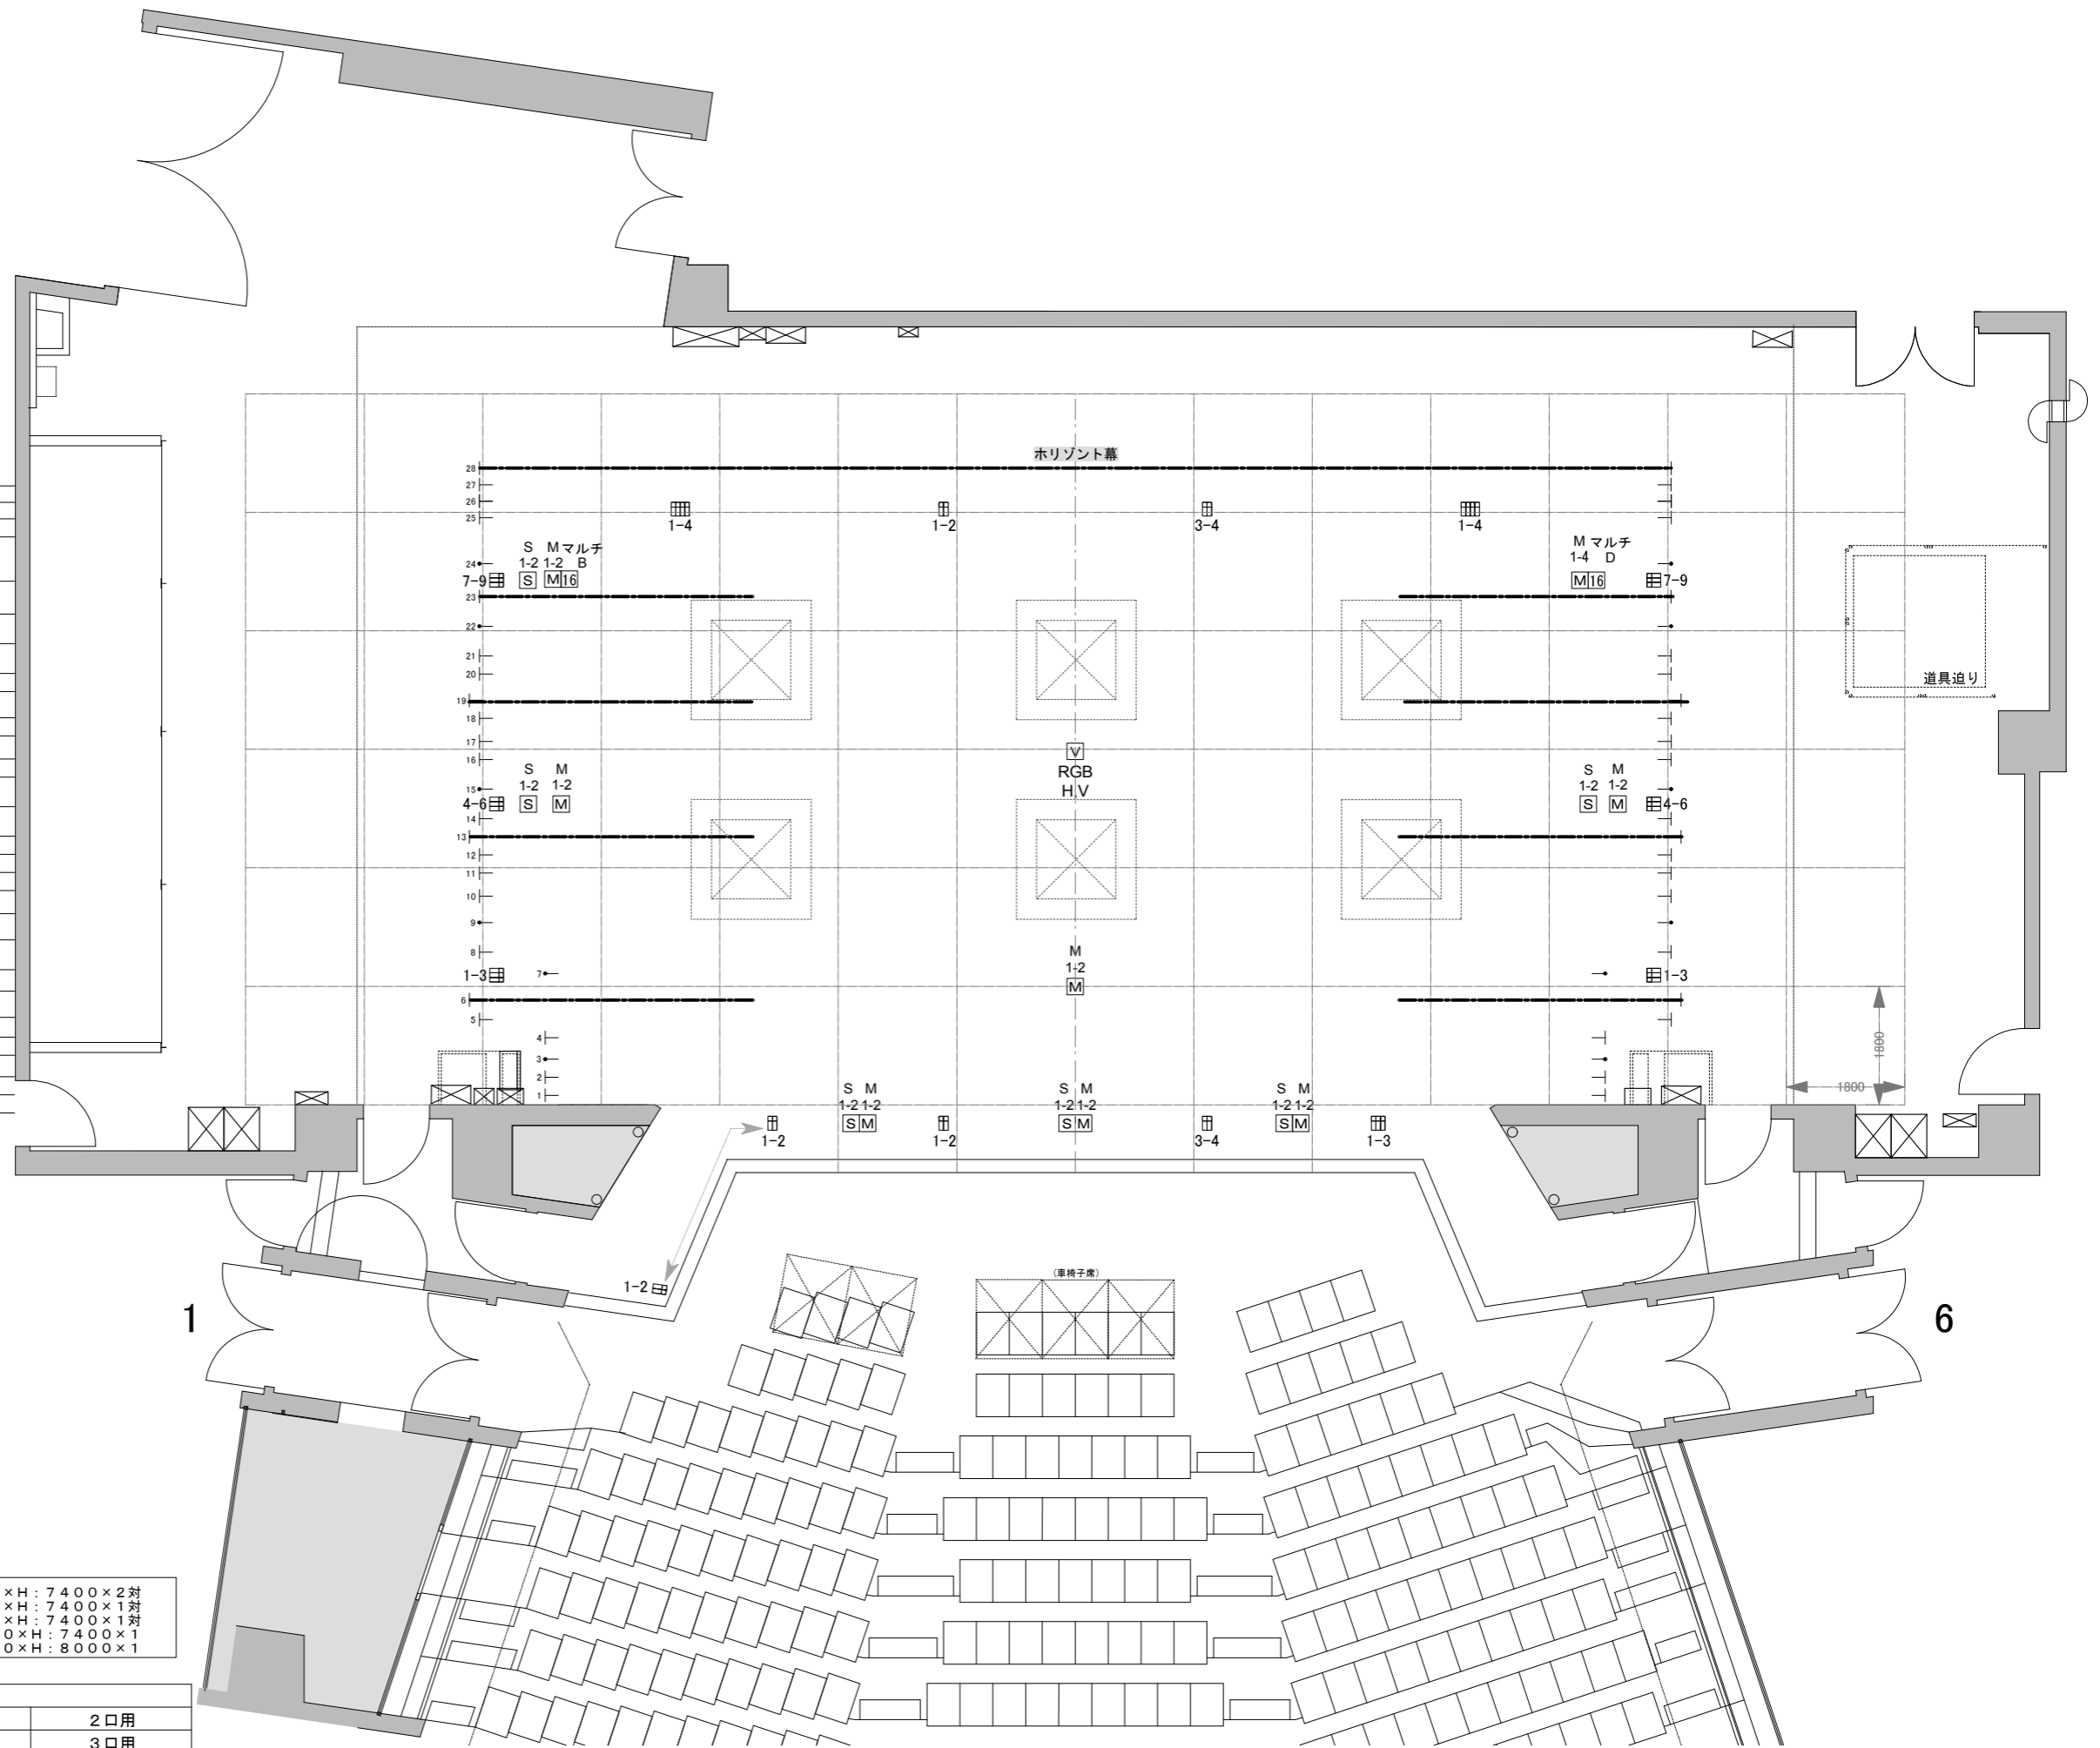 ホリゾント幕
28
27
26
25
1-4
1-2
3-4
1-4
S M マルチ
1-2 1-2 B
24
7-9 S M 16
M マルチ
1-4 D
M 16
7-9
23
22
21
20
道具迫り
19
18
17
16
V
RGB
H.V
S M
1-2 1-2
15
4-6 S M
S M
1-2 1-2
S M
4-6
14
13
12
11
10
9
8
M
1-2
M
1-3
7
1-3
6
5
4
3
2
1
1800
1800
S M
1-2 1-2
S M
S M
1-2 1-2
S M
S M
1-2 1-2
S M
1-2
1-2
3-4
1-3
1-2
(車椅子席)
1
6
×H:7400×2対
×H:7400×1対
×H:7400×1対
0×H:7400×1
0×H:8000×1
2口用
3口用